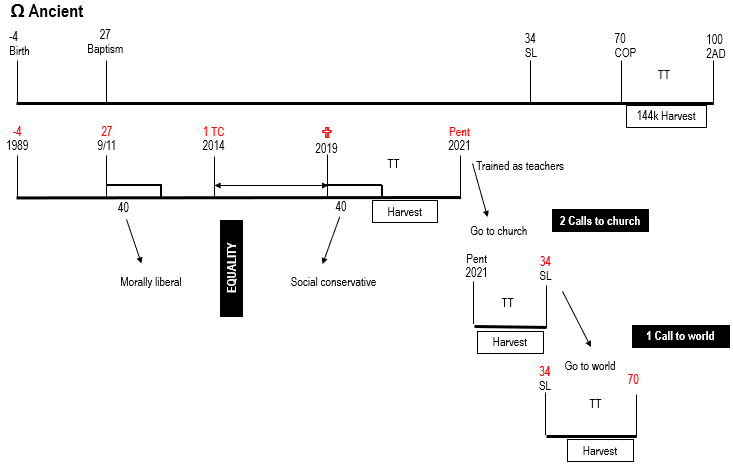 Ω Ancient
-4
Birth
27
Baptism
34
SL
70
COP
TT
100
2AD
144k Harvest
-4
1989
27
9/11
1 TC
2014
✞
2019
TT
Pent
2021
Trained as teachers
40
40
Harvest
Go to church
2 Calls to church
Morally liberal
EQUALITY
Social conservative
Pent
2021
34
SL
TT
Harvest
1 Call to world
Go to world
34
SL
70
TT
Harvest